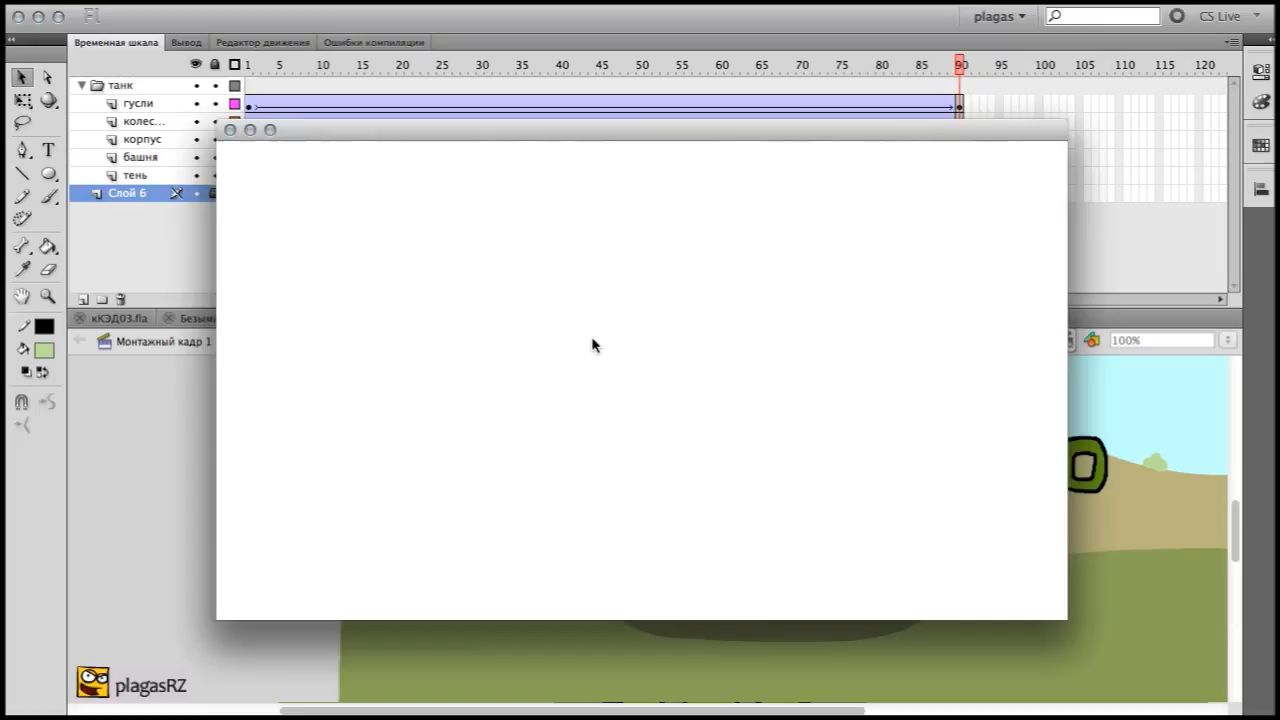 Fl plagas CS Live
Временная шкала Вывод Редактор движения Ошибки компиляции
1 5 10 15 20 25 30 35 40 45 50 55 60 65 70 75 80 85 90 95 100 105 110 115 120
танк
гусли
колес...
корпус
башня
тень
Слой 6
кКЭД03.fla Безым
Монтажный кадр 1 100%
T
plagasRZ